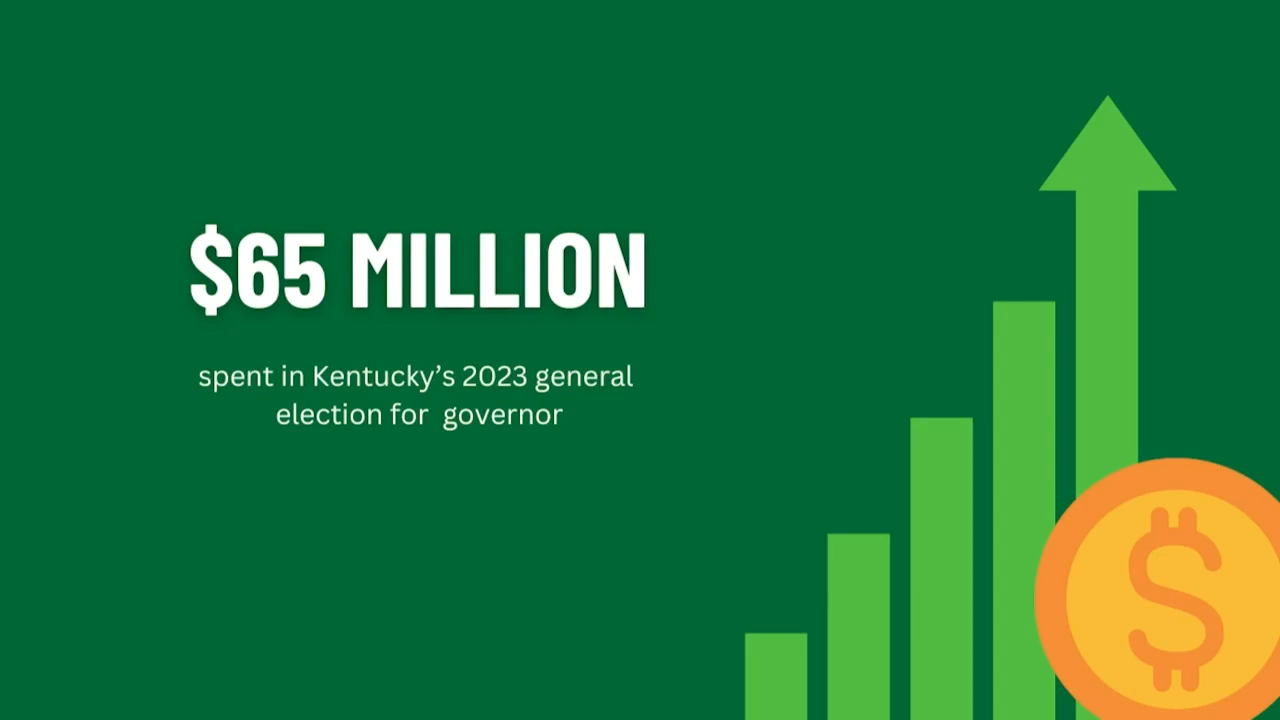 $65 MILLION
spent in Kentucky’s 2023 general
election for  governor
$